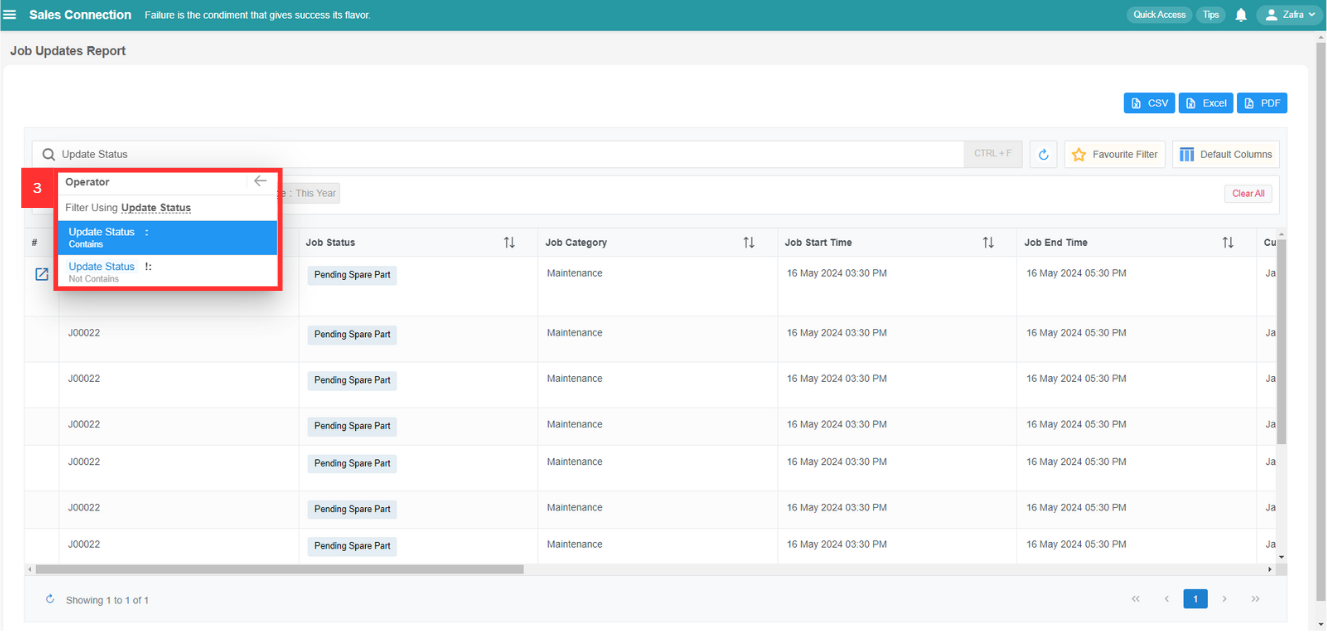 Sales Connection Failure is the condiment that gives success its flavor. Quick Access Tips Zafra
Job Updates Report
CSV Excel PDF
Update Status CTRL + F Favourite Filter Default Columns
3 Operator
: This Year Clear All
Filter Using Update Status
Update Status :
Contains
Update Status !:
Not Contains
# Job Status Job Category Job Start Time Job End Time Cu
Pending Spare Part Maintenance 16 May 2024 03:30 PM 16 May 2024 05:30 PM Ja
J00022 Pending Spare Part Maintenance 16 May 2024 03:30 PM 16 May 2024 05:30 PM Ja
J00022 Pending Spare Part Maintenance 16 May 2024 03:30 PM 16 May 2024 05:30 PM Ja
J00022 Pending Spare Part Maintenance 16 May 2024 03:30 PM 16 May 2024 05:30 PM Ja
J00022 Pending Spare Part Maintenance 16 May 2024 03:30 PM 16 May 2024 05:30 PM Ja
J00022 Pending Spare Part Maintenance 16 May 2024 03:30 PM 16 May 2024 05:30 PM Ja
J00022 Pending Spare Part Maintenance 16 May 2024 03:30 PM 16 May 2024 05:30 PM Ja
Showing 1 to 1 of 1 << < 1 > >>